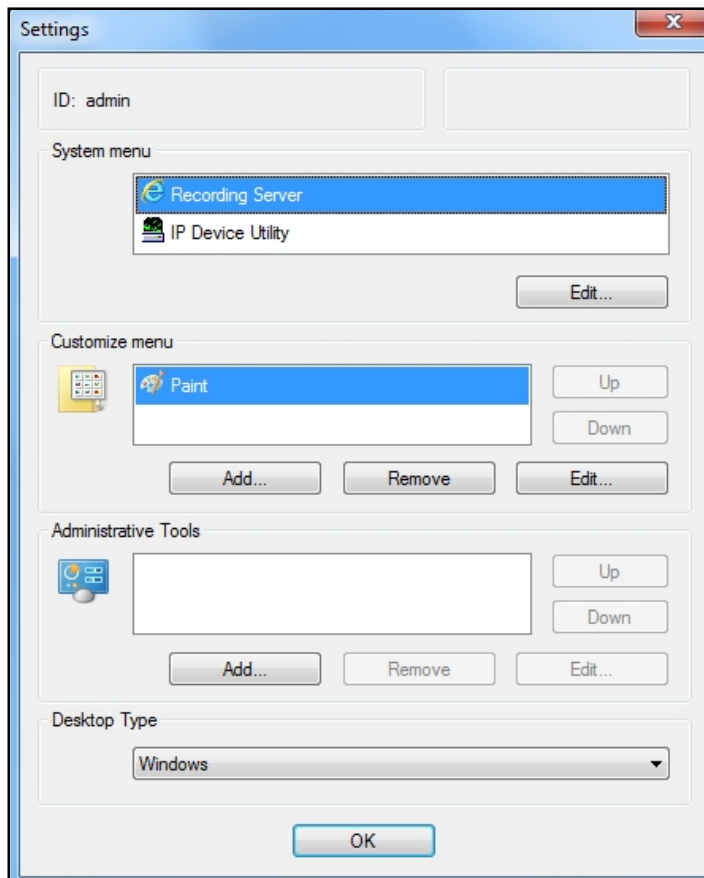 Settings
ID: admin
System menu
Recording Server
IP Device Utility
Edit...
Customize menu
Paint
Up
Down
Add...
Remove
Edit...
Administrative Tools
Up
Down
Add...
Remove
Edit...
Desktop Type
Windows
OK